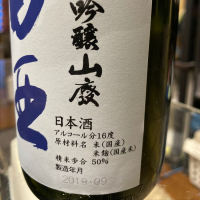 吟醸山廃
日本酒
アルコール分16度
原材料名 米(国産)
米麹(国産米)
精米歩合 50%
製造年月
2019.09